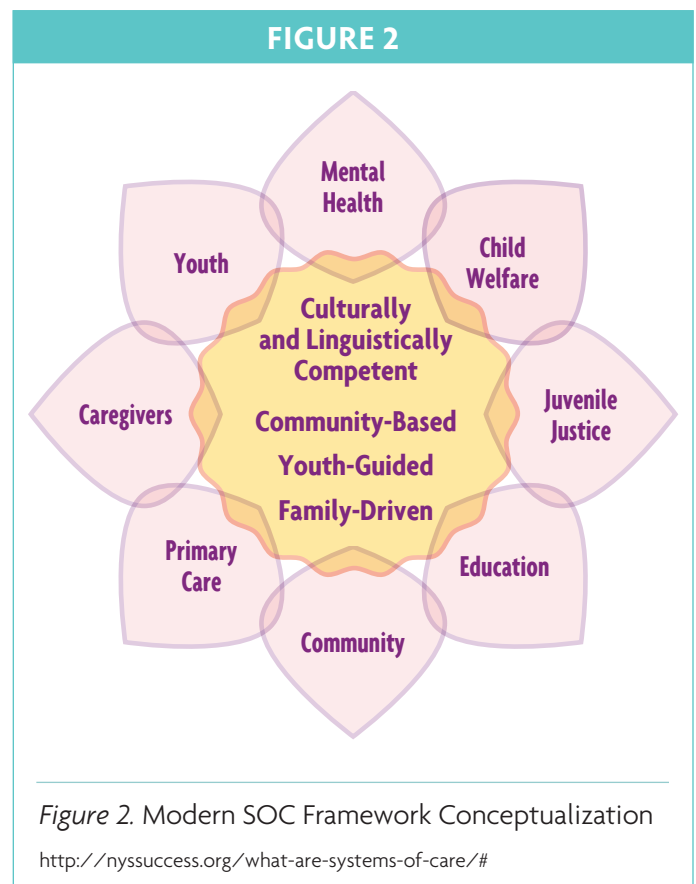 FIGURE 2
Mental
Health
Child
Welfare
Youth
Culturally
and Linguistically
Competent
Community-Based
Youth-Guided
Family-Driven
Caregivers
Juvenile
Justice
Primary
Care
Education
Community
Figure 2. Modern SOC Framework Conceptualization
http://nyssuccess.org/what-are-systems-of-care/#